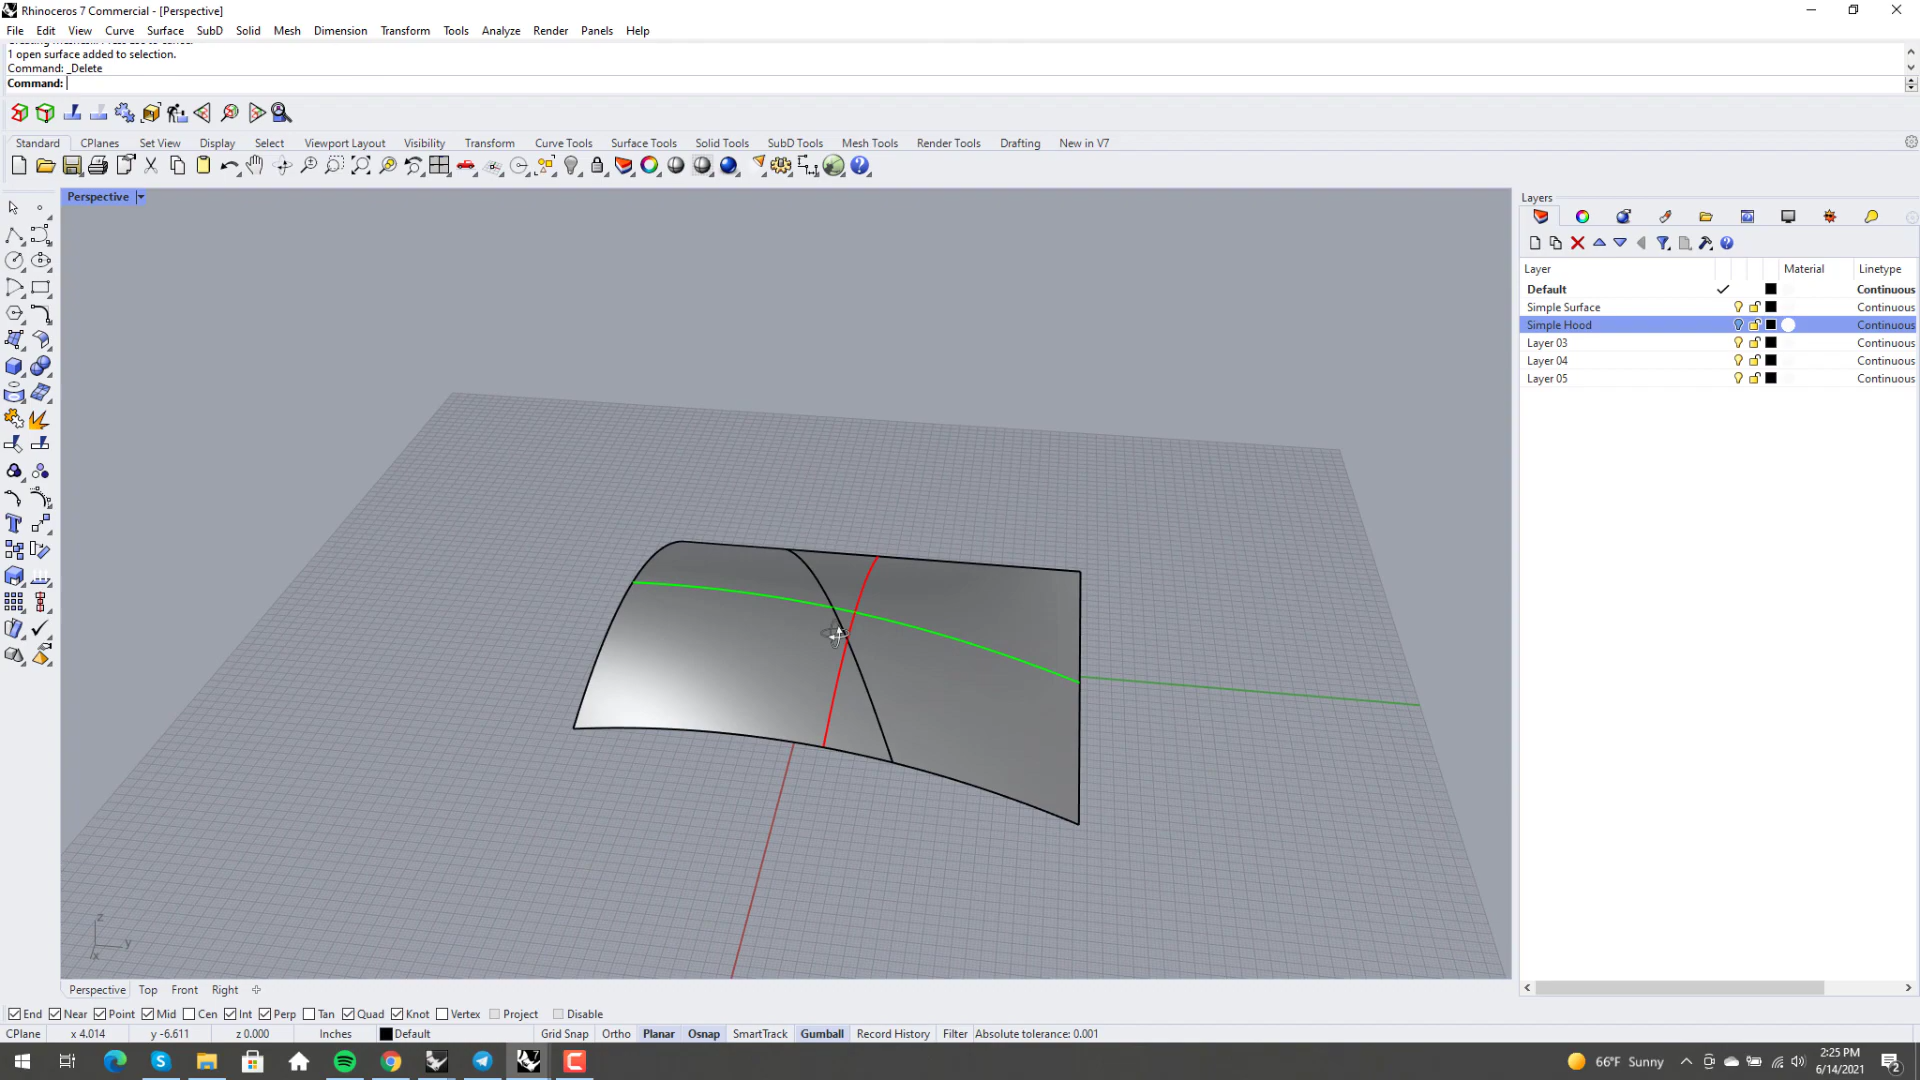 Rhinoceros 7 Commercial - [Perspective]
File Edit View Curve Surface SubD Solid Mesh Dimension Transform Tools Analyze Render Panels Help
1 open surface added to selection.
Command: _Delete
Command:
Standard CPlanes Set View Display Select Viewport Layout Visibility Transform Curve Tools Surface Tools Solid Tools SubD Tools Mesh Tools Render Tools Drafting New in V7
Perspective
Layers
Layer Material Linetype
Default Continuous
Simple Surface Continuous
Simple Hood Continuous
Layer 03 Continuous
Layer 04 Continuous
Layer 05 Continuous
z
y
x
Perspective Top Front Right
End Near Point Mid Cen Int Perp Tan Quad Knot Vertex Project Disable
CPlane x 4.014 y -6.611 z 0.000 Inches Default Grid Snap Ortho Planar Osnap SmartTrack Gumball Record History Filter Absolute tolerance: 0.001
66°F Sunny
2:25 PM
6/14/2021
2